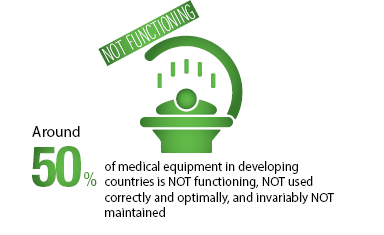 NOT FUNCTIONING
Around
50%
of medical equipment in developing
countries is NOT functioning, NOT used
correctly and optimally, and invariably NOT
maintained